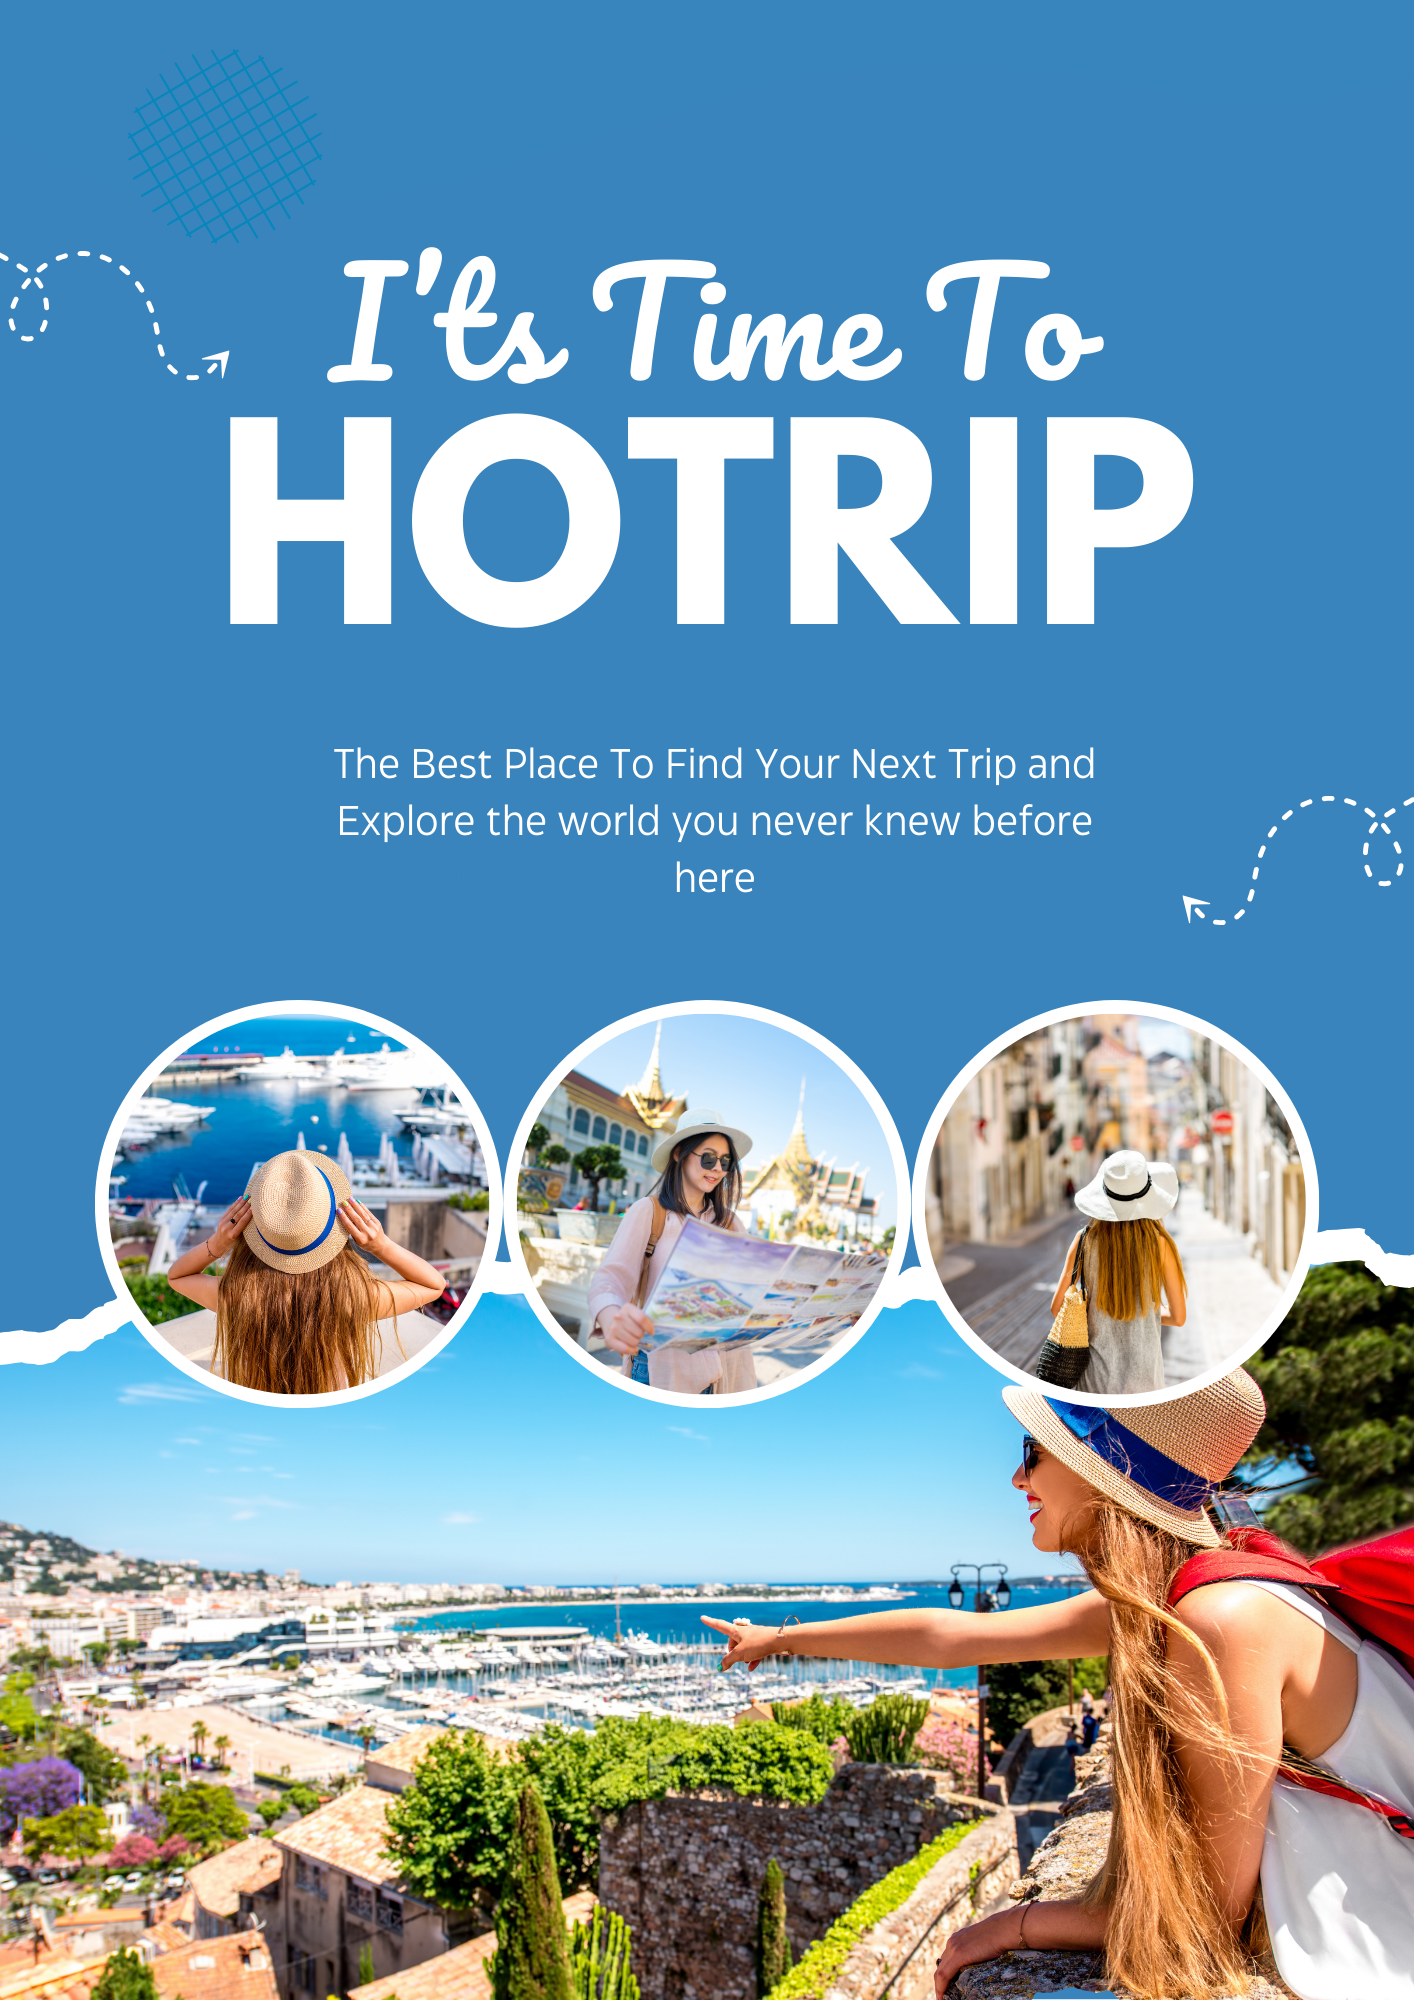 I'ts Time To
HOTRIP
The Best Place To Find Your Next Trip and
Explore the world you never knew before
here